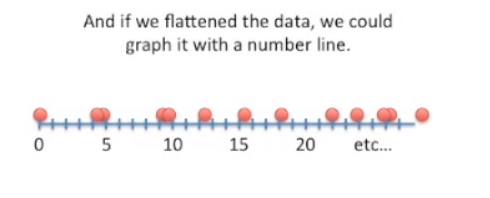 And if we flattened the data, we could
graph it with a number line.
0 5 10 15 20 etc...